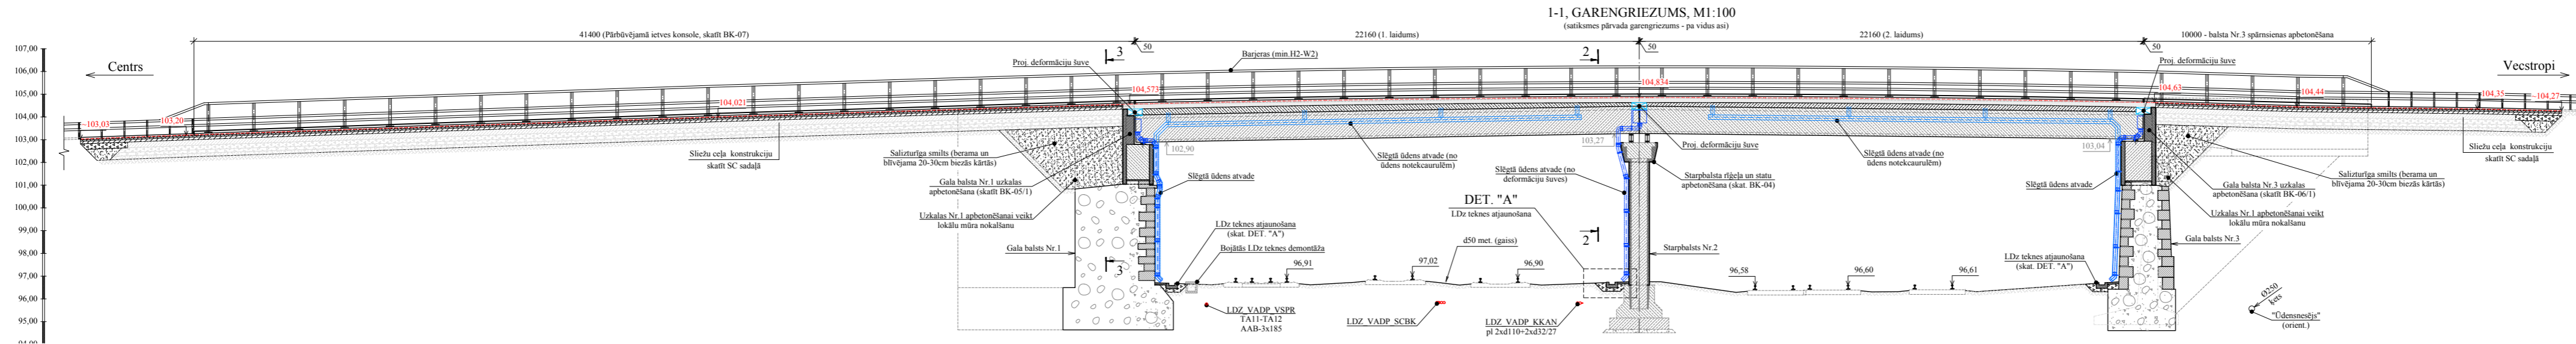 1-1, GARENGRIEZUMS, M1:100
(satiksmes pārvada garengriezums - pa vidus asi)
41400 (Pārbūvējamā ietves konsole, skatīt BK-07)
22160 (1. laidums)
22160 (2. laidums)
10000 - balsta Nr.3 spārnsienas apbetonēšana
50
50
50
107,00
106,00
105,00
104,00
103,00
102,00
101,00
100,00
99,00
98,00
97,00
96,00
95,00
94,00
Centrs
Vecstropi
3
2
Barjeras (min.H2-W2)
Proj. deformāciju šuve
Proj. deformāciju šuve
103,03
103,20
104,021
104,573
104,834
104,63
104,44
104,35
104,27
102,90
103,27
103,04
Sliežu ceļa konstrukciju
skatīt SC sadaļā
Salizturīga smilts (berama un
blīvējama 20-30cm biezās kārtās)
Gala balsta Nr.1 uzkalas
apbetonēšana (skatīt BK-05/1)
Uzkalas Nr.1 apbetonēšanai veikt
lokālu mūra nokalšanu
Gala balsts Nr.1
Slēgtā ūdens atvade
Slēgtā ūdens atvade (no
ūdens notekcaurulēm)
Slēgtā ūdens atvade (no
deformāciju šuves)
Proj. deformāciju šuve
Starpbalsta rīģeļa un statu
apbetonēšana (skat. BK-04)
Slēgtā ūdens atvade (no
ūdens notekcaurulēm)
Slēgtā ūdens atvade
Sliežu ceļa konstrukciju
skatīt SC sadaļā
Salizturīga smilts (berama un
blīvējama 20-30cm biezās kārtās)
Gala balsta Nr.3 uzkalas
apbetonēšana (skatīt BK-06/1)
Uzkalas Nr.1 apbetonēšanai veikt
lokālu mūra nokalšanu
Gala balsts Nr.3
DET. "A"
LDz teknes atjaunošana
LDz teknes atjaunošana
(skat. DET. "A")
Bojātās LDz teknes demontāža
d50 met. (gaiss)
2
3
Starpbalsts Nr.2
LDz teknes atjaunošana
(skat. DET. "A")
96,91
97,02
96,90
96,58
96,60
96,61
LDZ_VADP_VSPR
TA11-TA12
AAB-3x185
LDZ_VADP_SCBK
LDZ_VADP_KKAN
pl 2xd110+2xd32/27
Ø250
ķets
"Ūdensnesējs"
(orient.)